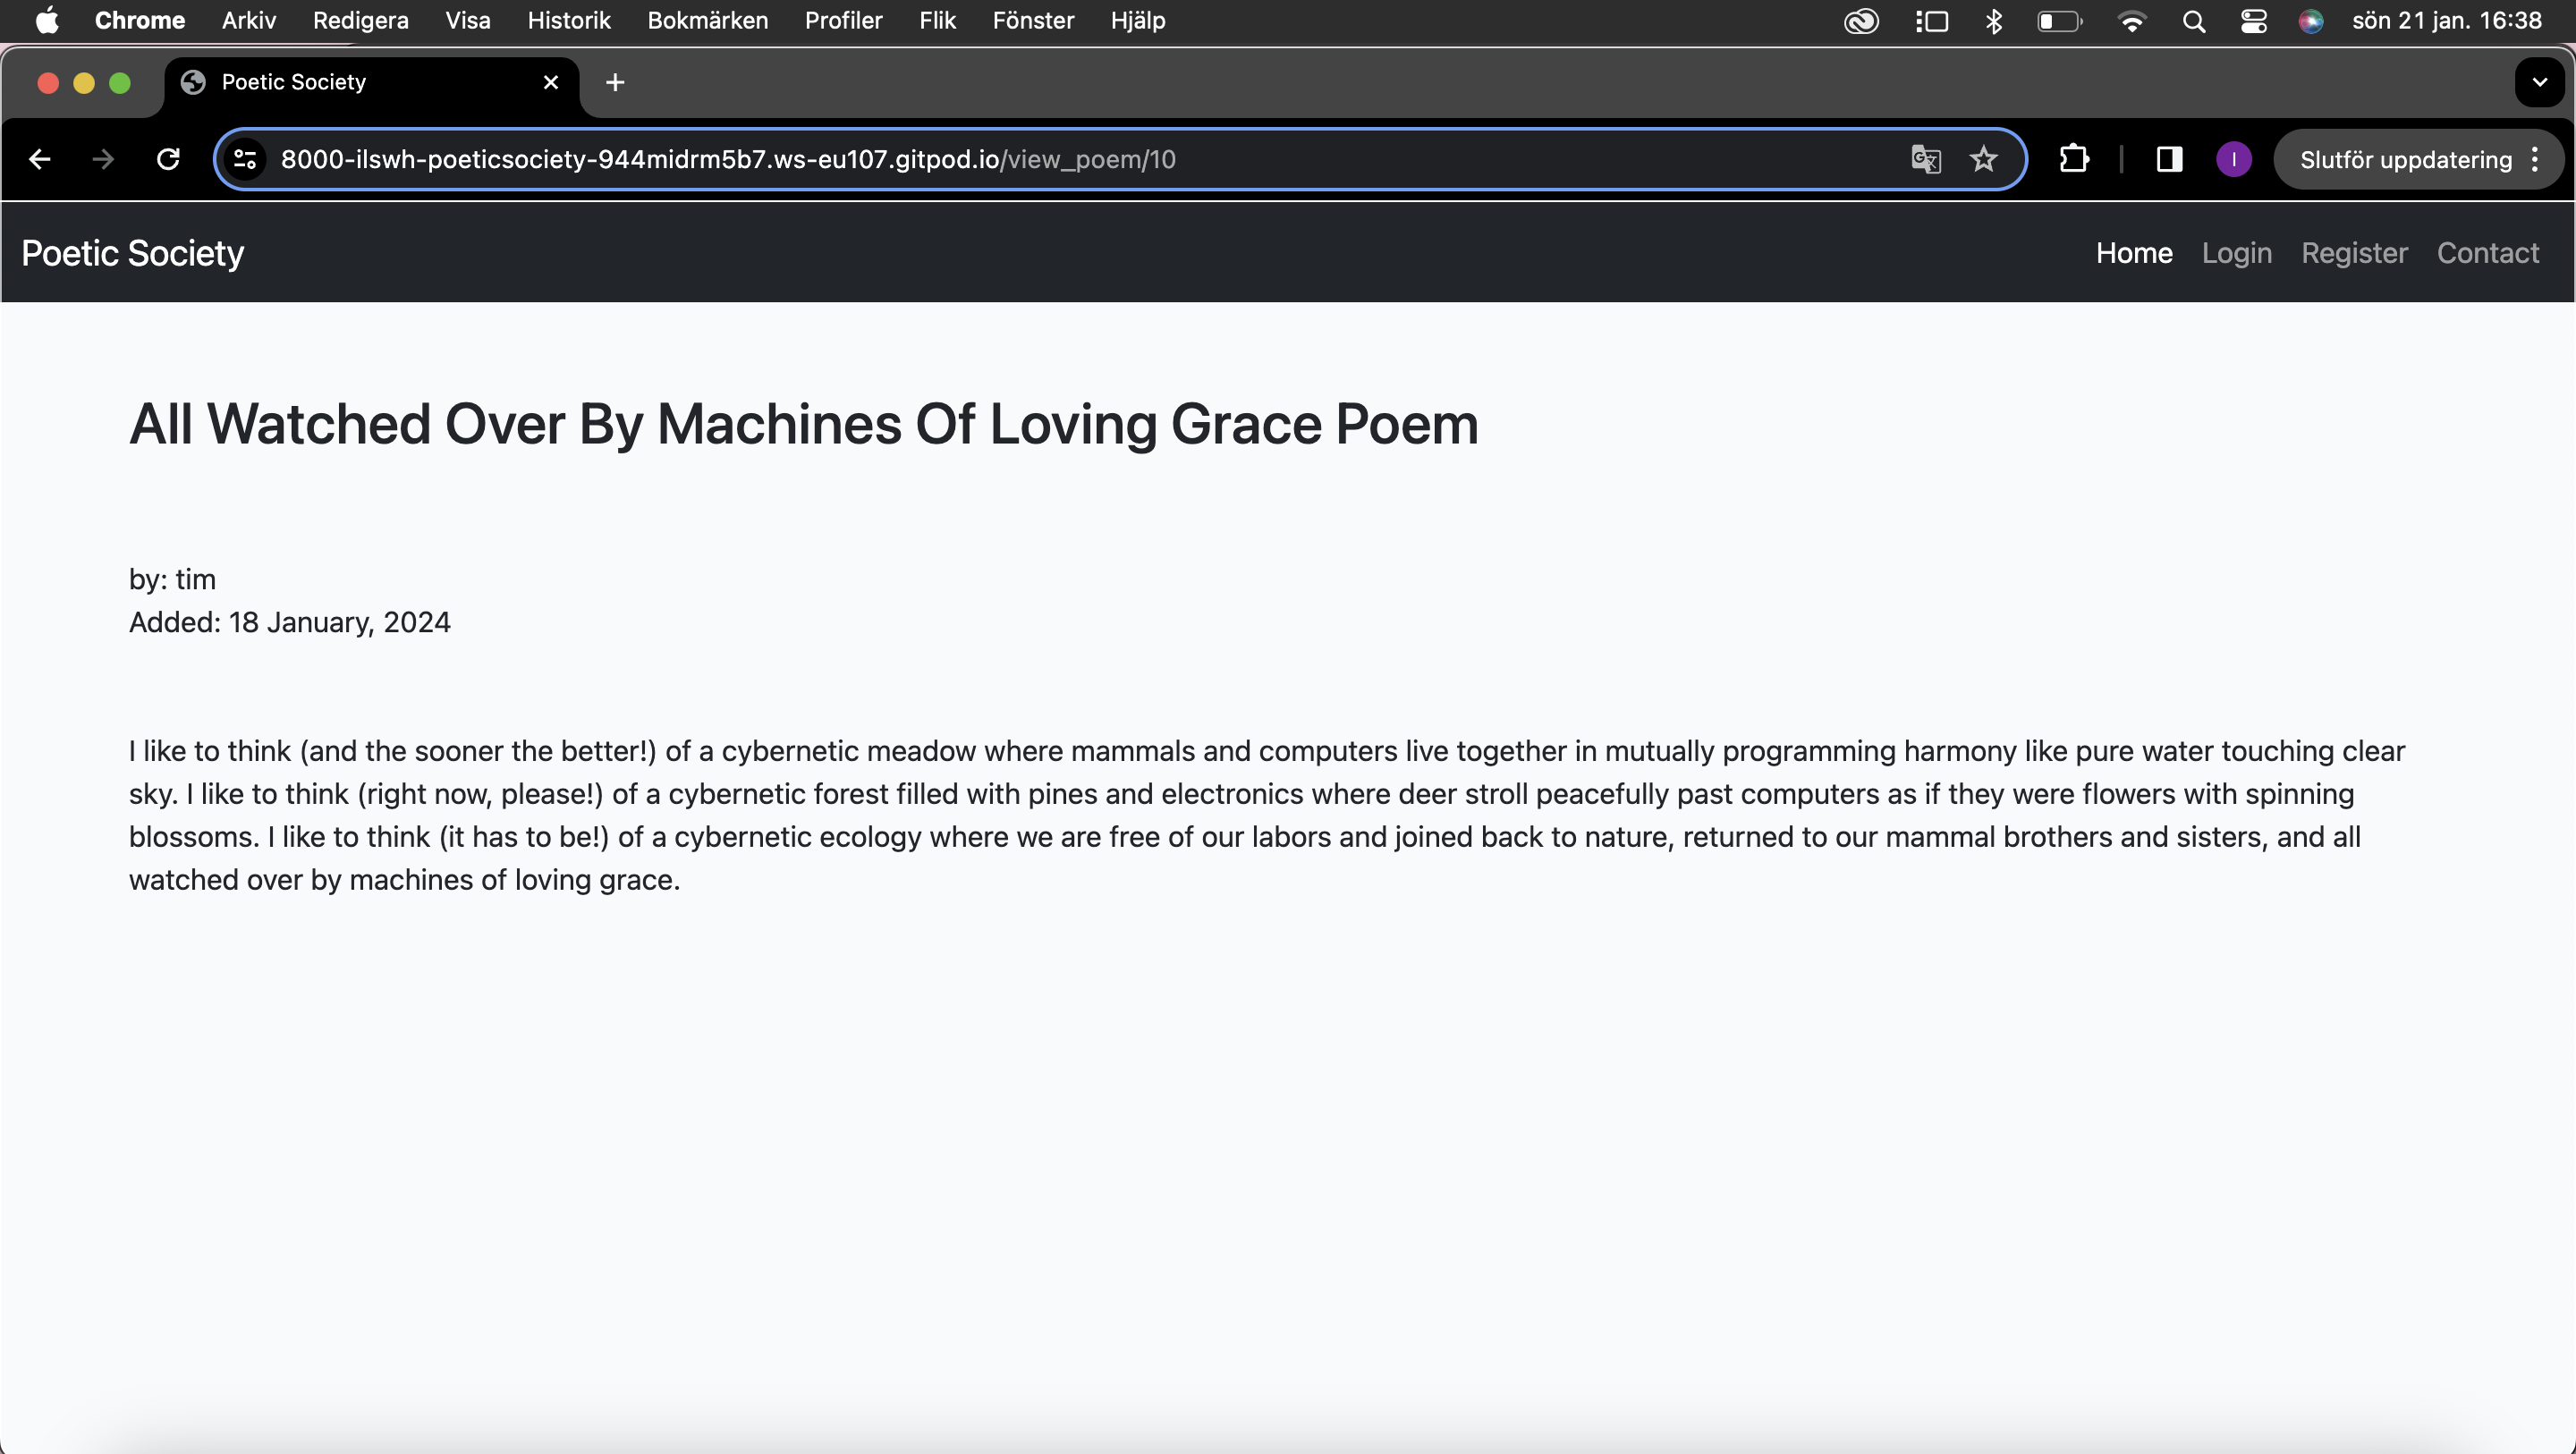 Chrome Arkiv Redigera Visa Historik Bokmärken Profiler Flik Fönster Hjälp sön 21 jan. 16:38
Poetic Society
8000-ilswh-poeticsociety-944midrm5b7.ws-eu107.gitpod.io/view_poem/10 I Slutför uppdatering
Poetic Society Home Login Register Contact
All Watched Over By Machines Of Loving Grace Poem
by: tim
Added: 18 January, 2024
I like to think (and the sooner the better!) of a cybernetic meadow where mammals and computers live together in mutually programming harmony like pure water touching clear
sky. I like to think (right now, please!) of a cybernetic forest filled with pines and electronics where deer stroll peacefully past computers as if they were flowers with spinning
blossoms. I like to think (it has to be!) of a cybernetic ecology where we are free of our labors and joined back to nature, returned to our mammal brothers and sisters, and all
watched over by machines of loving grace.